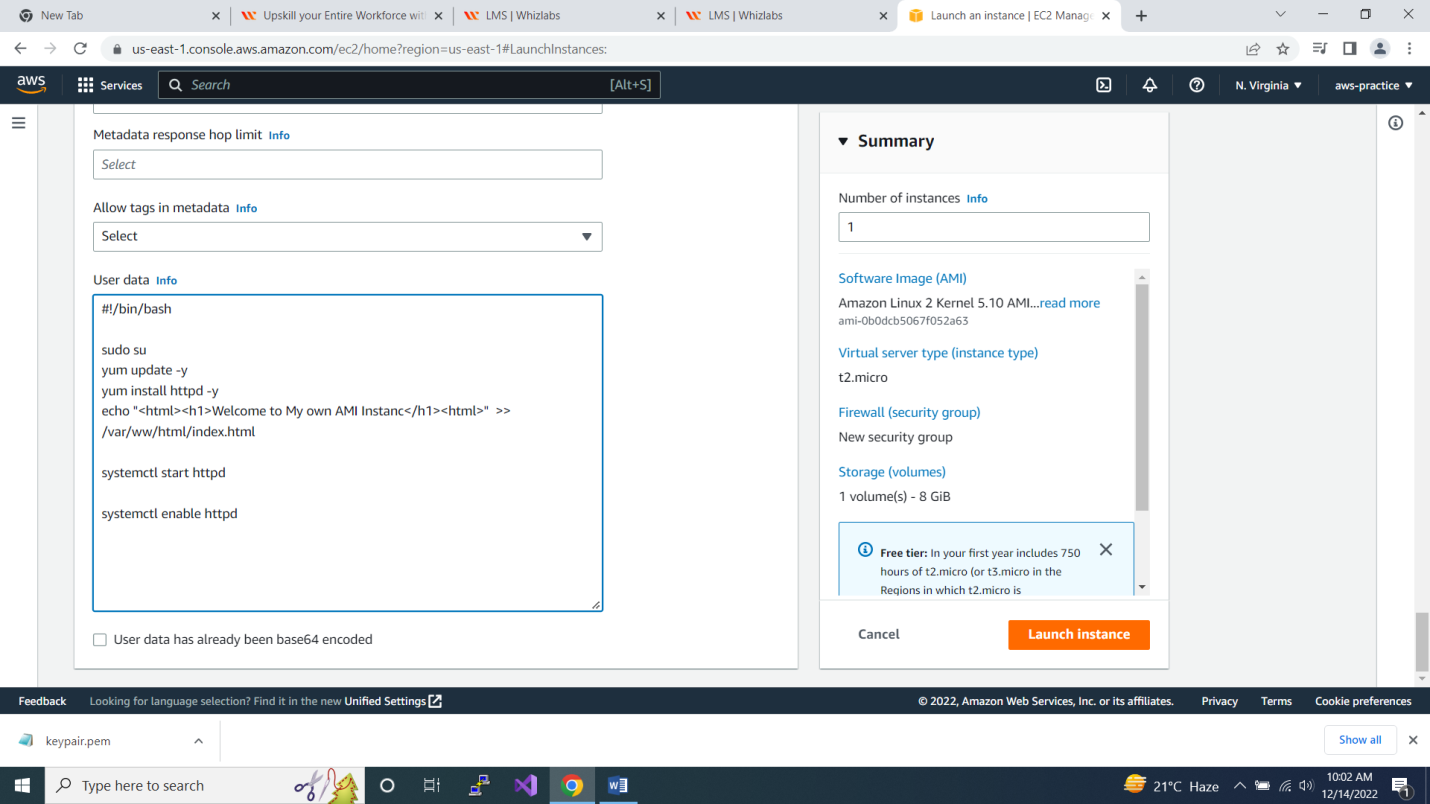 New Tab
Upskill your Entire Workforce wit
LMS | Whizlabs
LMS | Whizlabs
Launch an instance | EC2 Manage
us-east-1.console.aws.amazon.com/ec2/home?region=us-east-1#LaunchInstances:
aws
Services
Search
[Alt+S]
N. Virginia
aws-practice
Metadata response hop limit Info
Select
Allow tags in metadata Info
Select
User data Info
#!/bin/bash
sudo su
yum update -y
yum install httpd -y
echo "<html><h1>Welcome to My own AMI Instanc</h1><html>" >>
/var/ww/html/index.html
systemctl start httpd
systemctl enable httpd
User data has already been base64 encoded
Summary
Number of instances Info
1
Software Image (AMI)
Amazon Linux 2 Kernel 5.10 AMI...read more
ami-0b0dcb5067f052a63
Virtual server type (instance type)
t2.micro
Firewall (security group)
New security group
Storage (volumes)
1 volume(s) - 8 GiB
Free tier: In your first year includes 750
hours of t2.micro (or t3.micro in the
Regions in which t2.micro is
Cancel
Launch instance
Feedback
Looking for language selection? Find it in the new Unified Settings
© 2022, Amazon Web Services, Inc. or its affiliates.
Privacy
Terms
Cookie preferences
keypair.pem
Show all
Type here to search
21°C Haze
10:02 AM
12/14/2022
1